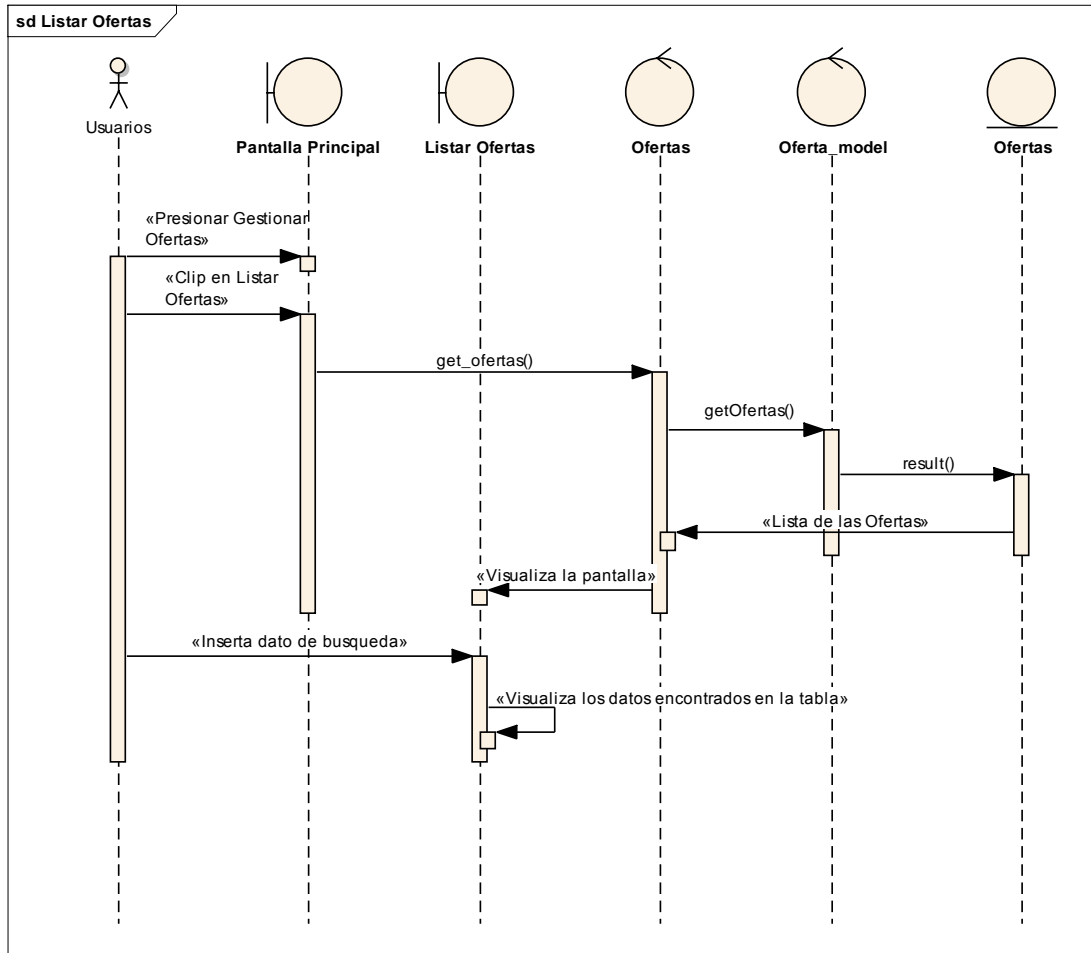 sd Listar Ofertas
Usuarios
Pantalla Principal
Listar Ofertas
Ofertas
Oferta_model
Ofertas
«Presionar Gestionar
Ofertas»
«Clip en Listar
Ofertas»
get_ofertas()
getOfertas()
result()
«Lista de las Ofertas»
«Visualiza la pantalla»
«Inserta dato de busqueda»
«Visualiza los datos encontrados en la tabla»